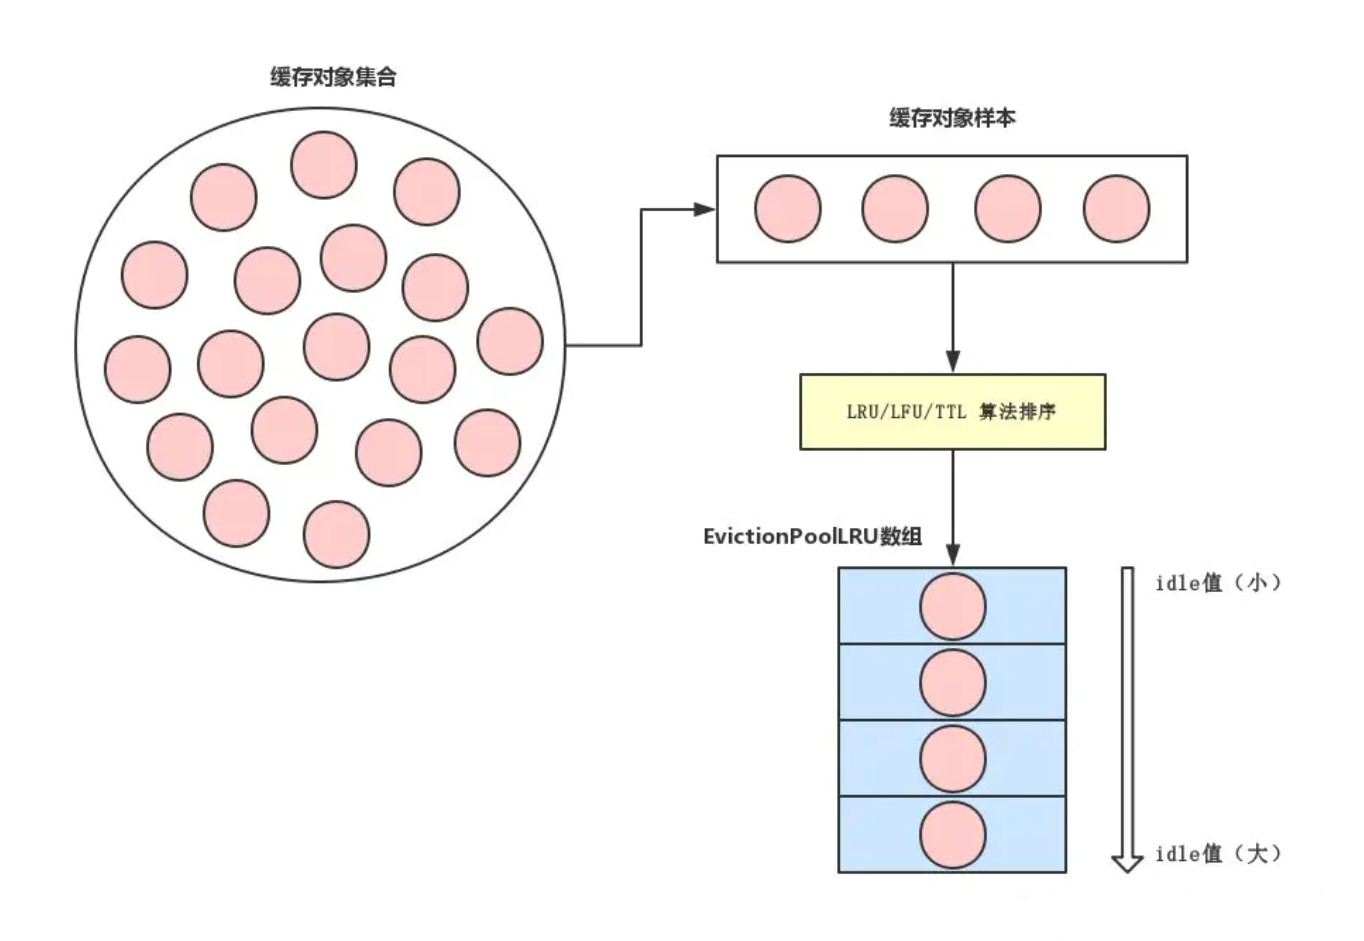 缓存对象集合
缓存对象样本
LRU/LFU/TTL 算法排序
EvictionPoolLRU数组
idle值（小）
idle值（大）